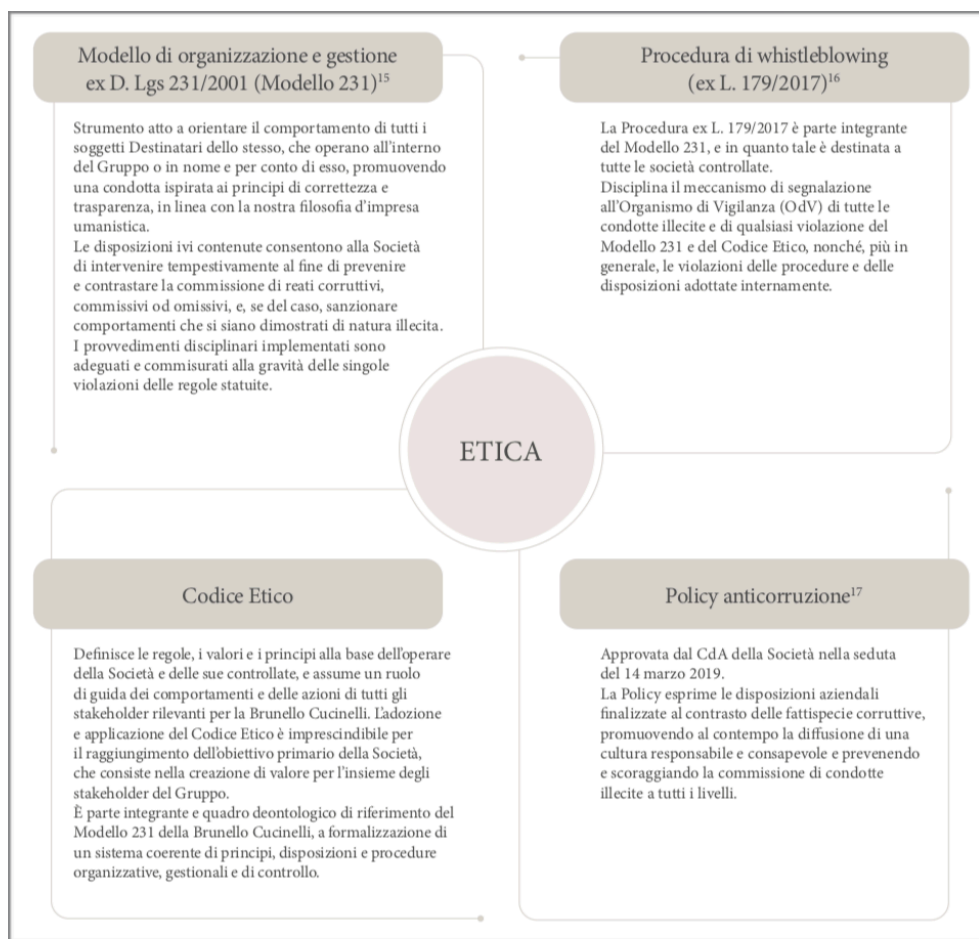 Modello di organizzazione e gestione
ex D. Lgs 231/2001 (Modello 231)15
Strumento atto a orientare il comportamento di tutti i
soggetti Destinatari dello stesso, che operano all'interno
del Gruppo o in nome e per conto di esso, promuovendo
una condotta ispirata ai principi di correttezza e
trasparenza, in linea con la nostra filosofia d'impresa
umanistica.
Le disposizioni ivi contenute consentono alla Società
di intervenire tempestivamente al fine di prevenire
e contrastare la commissione di reati corruttivi,
commissivi od omissivi, e, se del caso, sanzionare
comportamenti che si siano dimostrati di natura illecita.
I provvedimenti disciplinari implementati sono
adeguati e commisurati alla gravità delle singole
violazioni delle regole statuite.
Procedura di whistleblowing
(ex L. 179/2017)16
La Procedura ex L. 179/2017 è parte integrante
del Modello 231, e in quanto tale è destinata a
tutte le società controllate.
Disciplina il meccanismo di segnalazione
all'Organismo di Vigilanza (OdV) di tutte le
condotte illecite e di qualsiasi violazione del
Modello 231 e del Codice Etico, nonché, più in
generale, le violazioni delle procedure e delle
disposizioni adottate internamente.
ETICA
Codice Etico
Definisce le regole, i valori e i principi alla base dell'operare
della Società e delle sue controllate, e assume un ruolo
di guida dei comportamenti e delle azioni di tutti gli
stakeholder rilevanti per la Brunello Cucinelli. L'adozione
e applicazione del Codice Etico è imprescindibile per
il raggiungimento dell'obiettivo primario della Società,
che consiste nella creazione di valore per l'insieme degli
stakeholder del Gruppo.
È parte integrante e quadro deontologico di riferimento del
Modello 231 della Brunello Cucinelli, a formalizzazione di
un sistema coerente di principi, disposizioni e procedure
organizzative, gestionali e di controllo.
Policy anticorruzione17
Approvata dal CdA della Società nella seduta
del 14 marzo 2019.
La Policy esprime le disposizioni aziendali
finalizzate al contrasto delle fattispecie corruttive,
promuovendo al contempo la diffusione di una
cultura responsabile e consapevole e prevenendo
e scoraggiando la commissione di condotte
illecite a tutti i livelli.